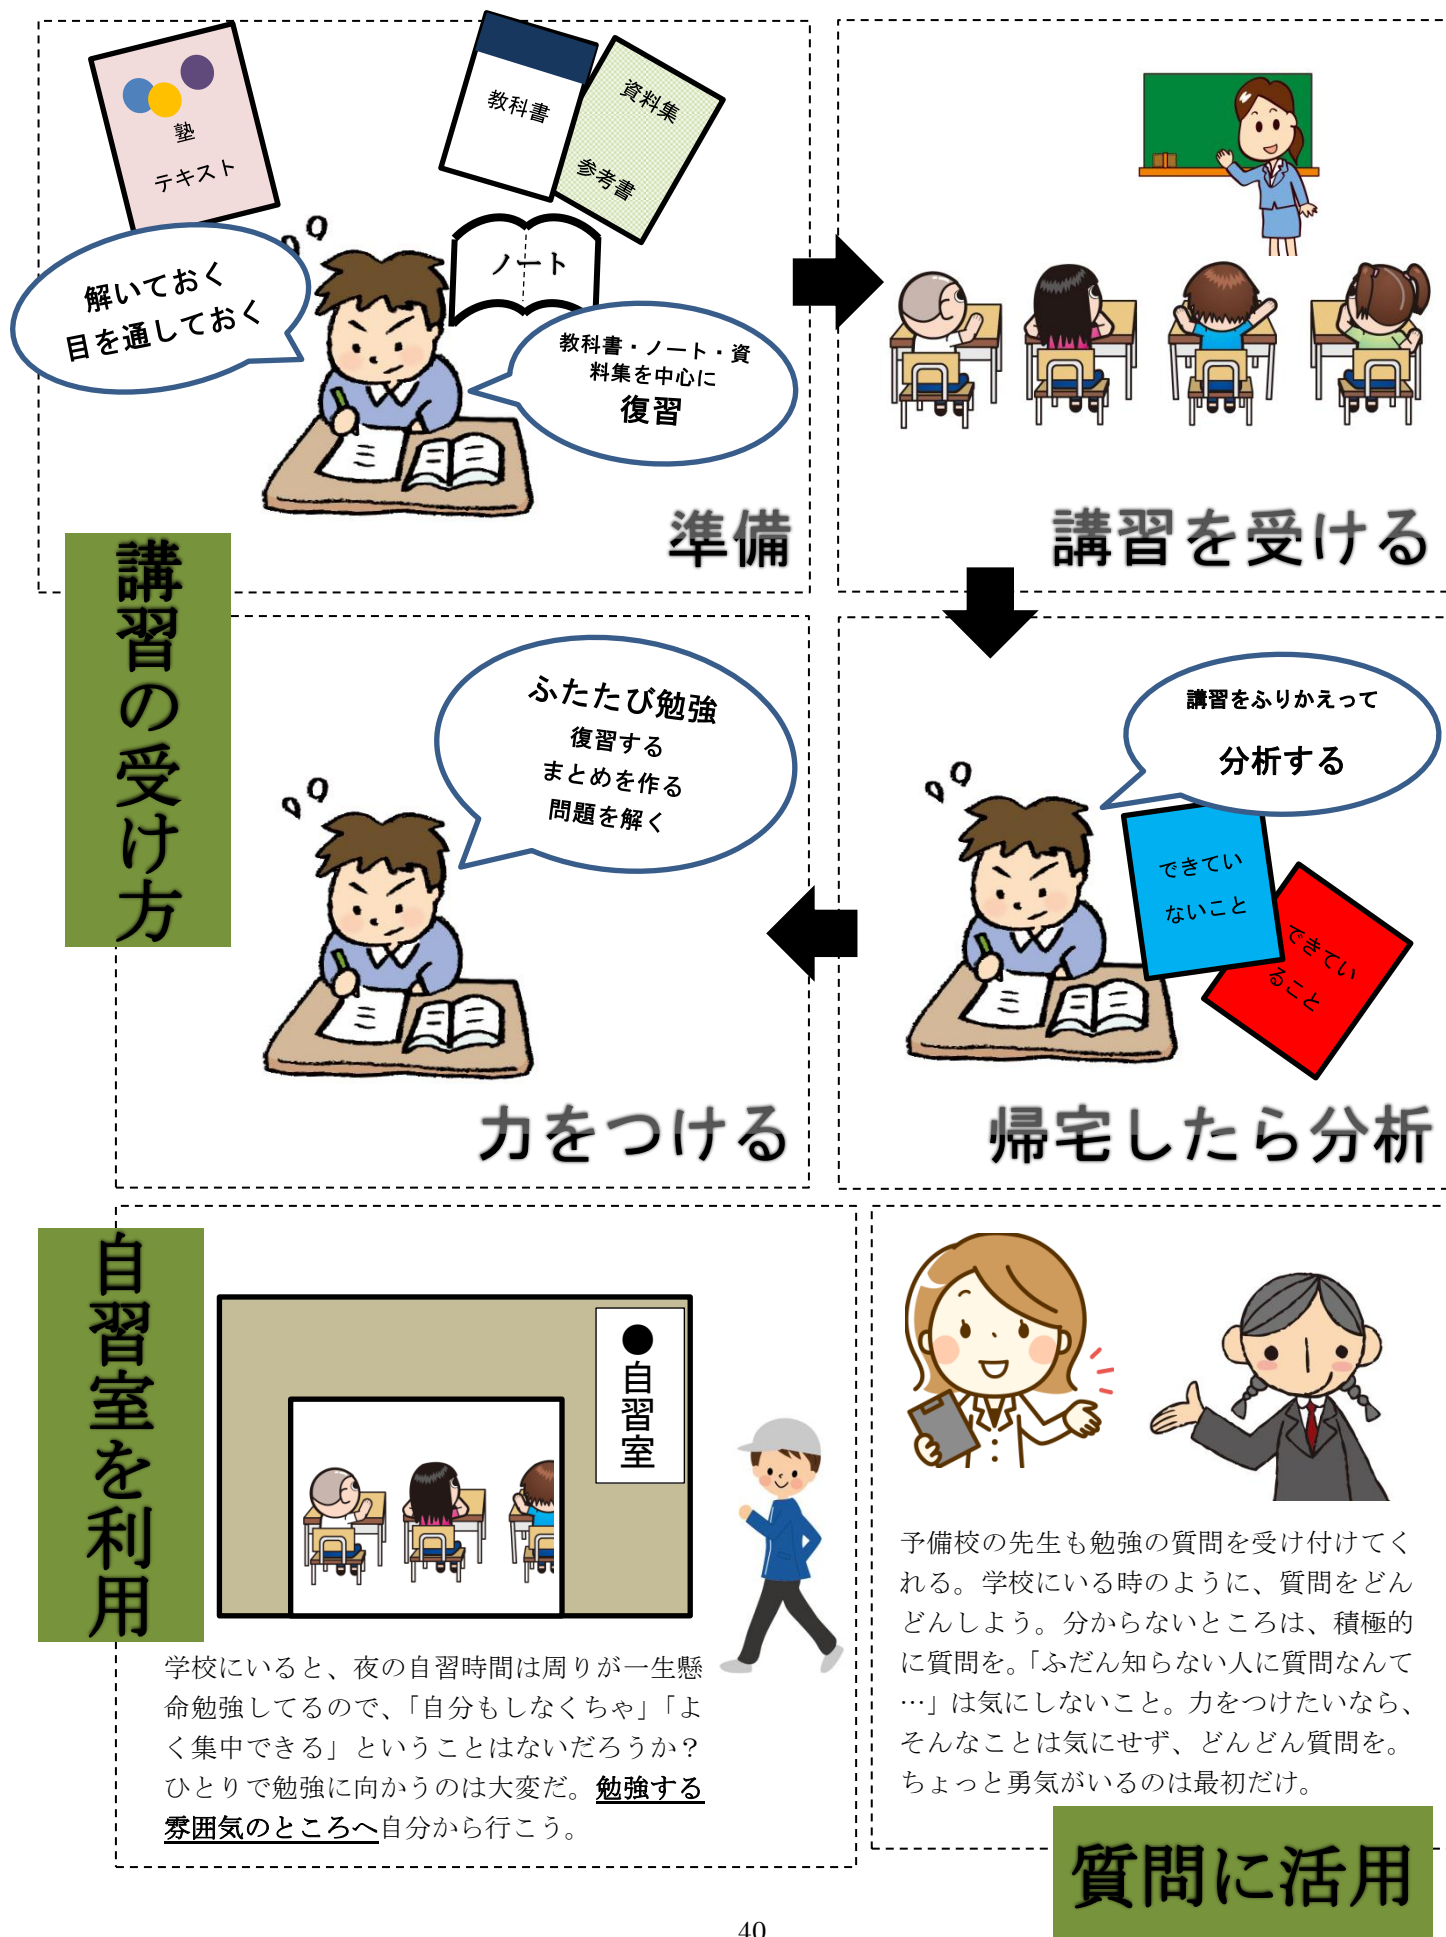 講習の受け方
塾
テキスト
教科書
資料集
参考書
ノート
解いておく
目を通しておく
教科書・ノート・資
料集を中心に
復習
準備
講習を受ける
講習をふりかえって
分析する
できてい
ないこと
できてい
ること
帰宅したら分析
ふたたび勉強
復習する
まとめを作る
問題を解く
力をつける
自習室を利用
●自習室
学校にいると、夜の自習時間は周りが一生懸
命勉強してるので、「自分もしなくちゃ」「よ
く集中できる」ということはないだろうか？
ひとりで勉強に向かうのは大変だ。勉強する
雰囲気のところへ自分から行こう。
予備校の先生も勉強の質問を受け付けてく
れる。学校にいる時のように、質問をどん
どんしよう。分からないところは、積極的
に質問を。「ふだん知らない人に質問なんて
…」は気にしないこと。力をつけたいなら、
そんなことは気にせず、どんどん質問を。
ちょっと勇気がいるのは最初だけ。
質問に活用
40